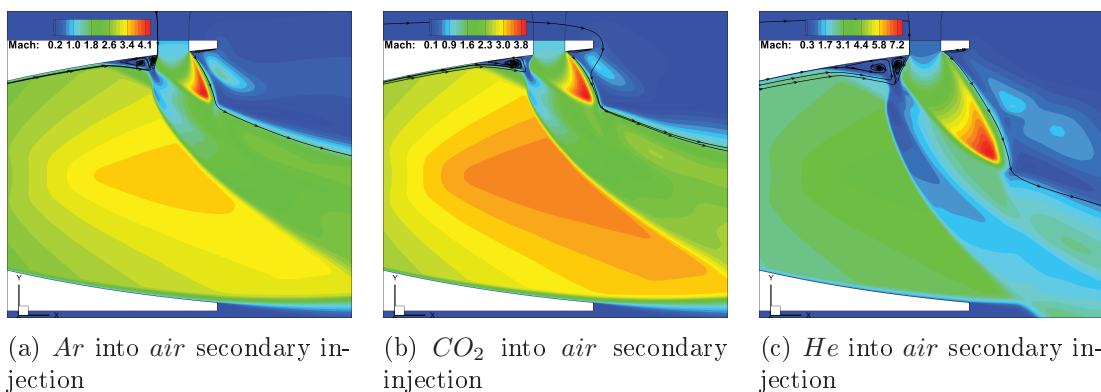 Mach: 0.2 1.0 1.8 2.6 3.4 4.1
Y
X
Mach: 0.1 0.9 1.6 2.3 3.0 3.8
Y
X
Mach: 0.3 1.7 3.1 4.4 5.8 7.2
Y
X
(a) Ar into air secondary in-
jection
(b) CO₂ into air secondary
injection
(c) He into air secondary in-
jection